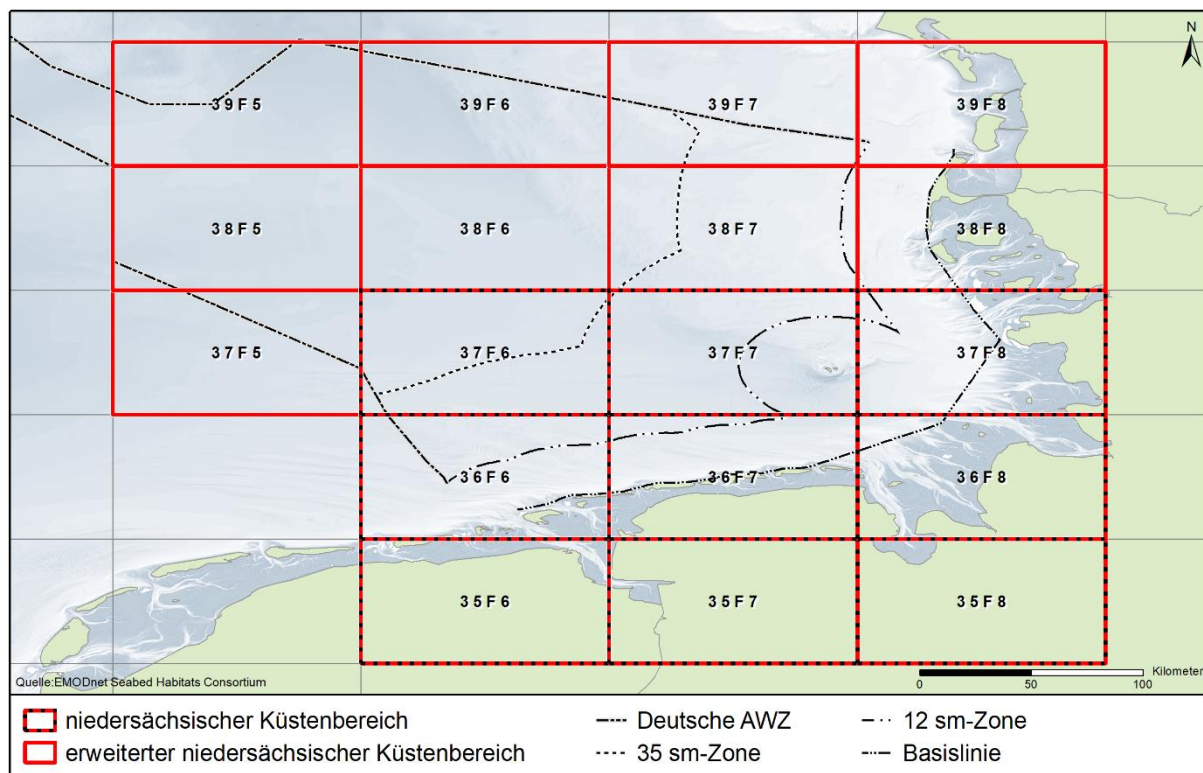 N
39F5 39F6 39F7 39F8
38F5 38F6 38F7 38F8
37F5 37F6 37F7 37F8
36F6 36F7 36F8
35F6 35F7 35F8
Quelle:EMODnet Seabed Habitats Consortium
Kilometer
0 50 100
niedersächsischer Küstenbereich Deutsche AWZ 12 sm-Zone
erweiterter niedersächsischer Küstenbereich 35 sm-Zone Basislinie